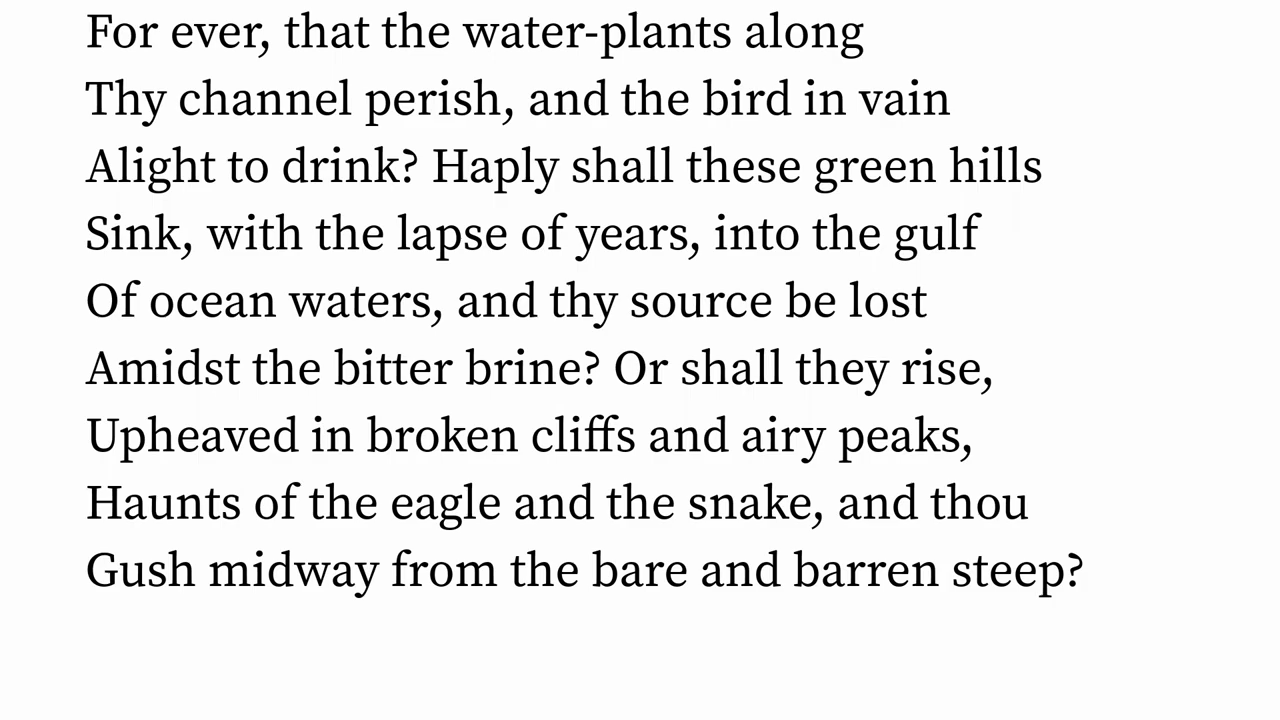 For ever, that the water-plants along
Thy channel perish, and the bird in vain
Alight to drink? Haply shall these green hills
Sink, with the lapse of years, into the gulf
Of ocean waters, and thy source be lost
Amidst the bitter brine? Or shall they rise,
Upheaved in broken cliffs and airy peaks,
Haunts of the eagle and the snake, and thou
Gush midway from the bare and barren steep?